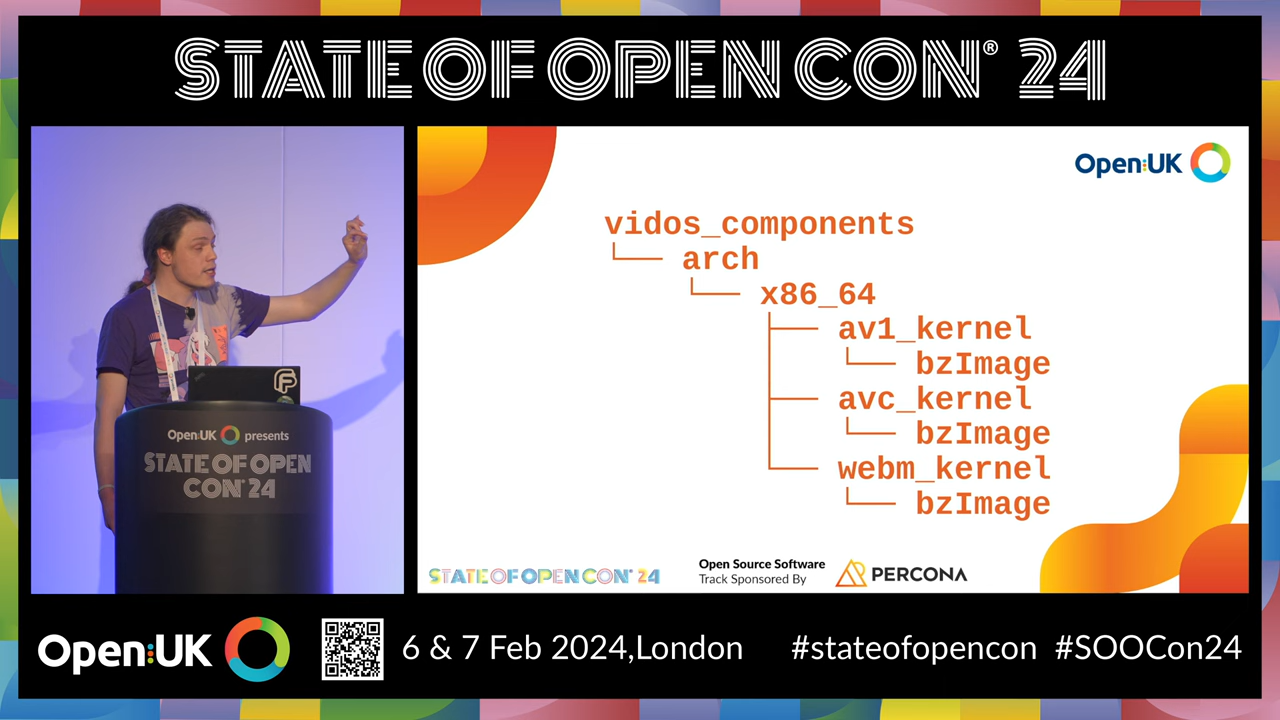 STATE OF OPEN CON® 24
Open:UK
vidos_components
└── arch
└── x86_64
├── av1_kernel
└── bzImage
├── avc_kernel
└── bzImage
└── webm_kernel
└── bzImage
Open:UK presents
STATE OF OPEN
CON® 24
STATE OF OPEN CON® 24
Open Source Software
Track Sponsored By
PERCONA
Open:UK
6 & 7 Feb 2024,London
#stateofopencon #SOOCon24